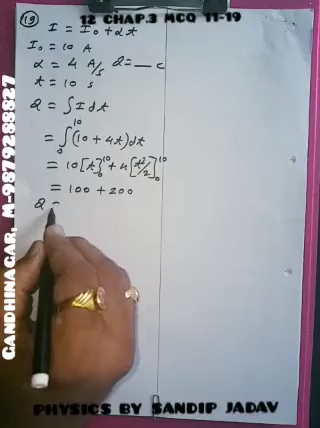 12 CHAP.3 MCQ 11-19
(19) I = I₀ + αt
I₀ = 10 A
α = 4 A/s Q = __ C
t = 10 s
Q = ∫ I dt
= ∫₀¹⁰ (10 + 4t) dt
= 10 [t]₀¹⁰ + 4 [t²/2]₀¹⁰
= 100 + 200
Q =
GANDHINAGAR, M-9879288827
PHYSICS BY SANDIP JADAV